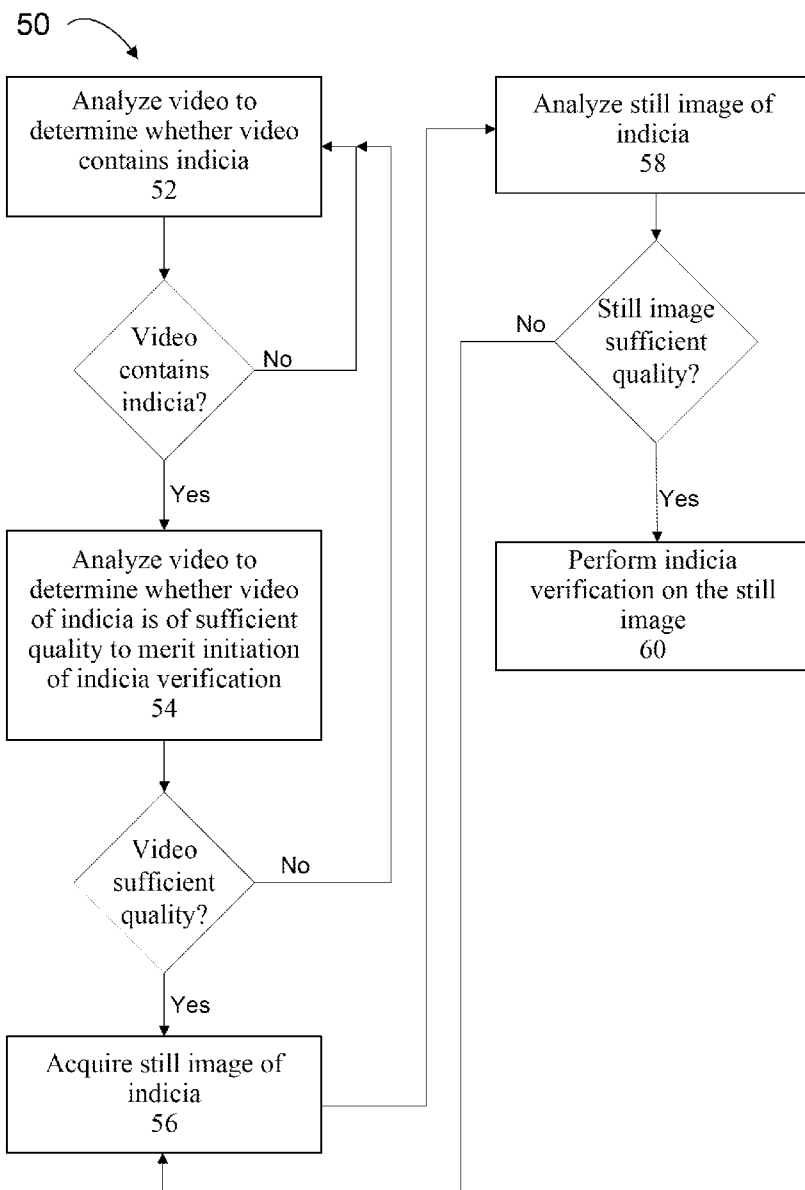 50
Analyze video to
determine whether video
contains indicia
52
Video
contains
indicia?
No
Yes
Analyze video to
determine whether video
of indicia is of sufficient
quality to merit initiation
of indicia verification
54
Video
sufficient
quality?
No
Yes
Acquire still image of
indicia
56
Analyze still image of
indicia
58
Still image
sufficient
quality?
No
Yes
Perform indicia
verification on the still
image
60